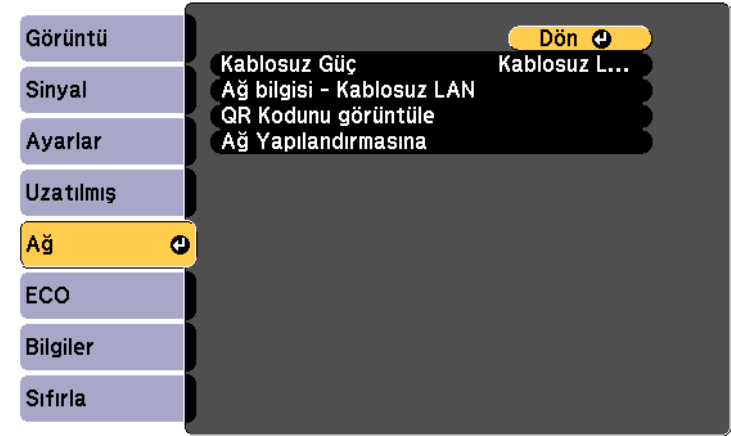 Görüntü
Sinyal
Ayarlar
Uzatılmış
Ağ
ECO
Bilgiler
Sıfırla
Dön
Kablosuz Güç Kablosuz L...
Ağ bilgisi - Kablosuz LAN
QR Kodunu görüntüle
Ağ Yapılandırmasına